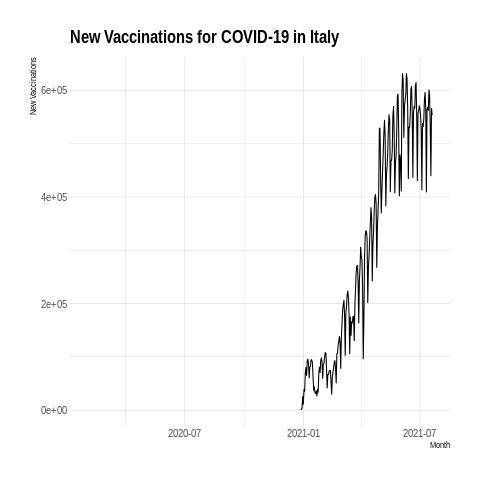 New Vaccinations for COVID-19 in Italy
New Vaccinations
6e+05
4e+05
2e+05
0e+00
2020-07
2021-01
2021-07
Month